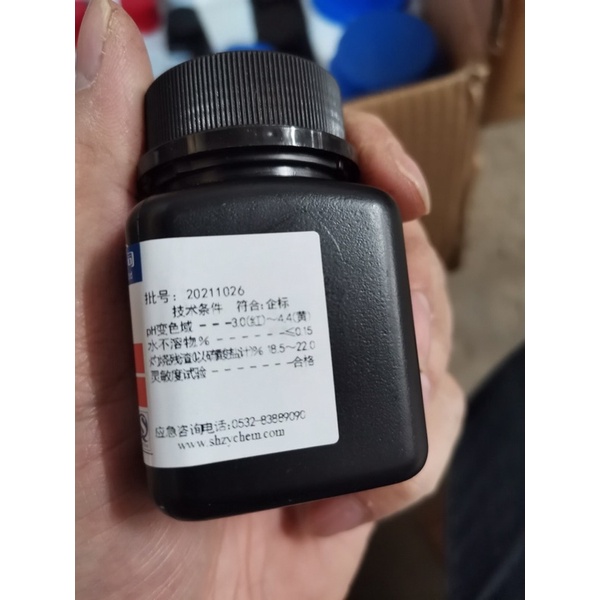 司
批号: 20211026
技术条件 符合:企标
pH变色域 - - -3.0(红)～4.4(黄)
水不溶物% - - - - - - -≤0.15
灼烧残渣(以硫酸盐计)% 18.5～22.0
灵敏度试验 - - - - - - - -合格
应急咨询电话:0532-83889090
www.shzychem.com